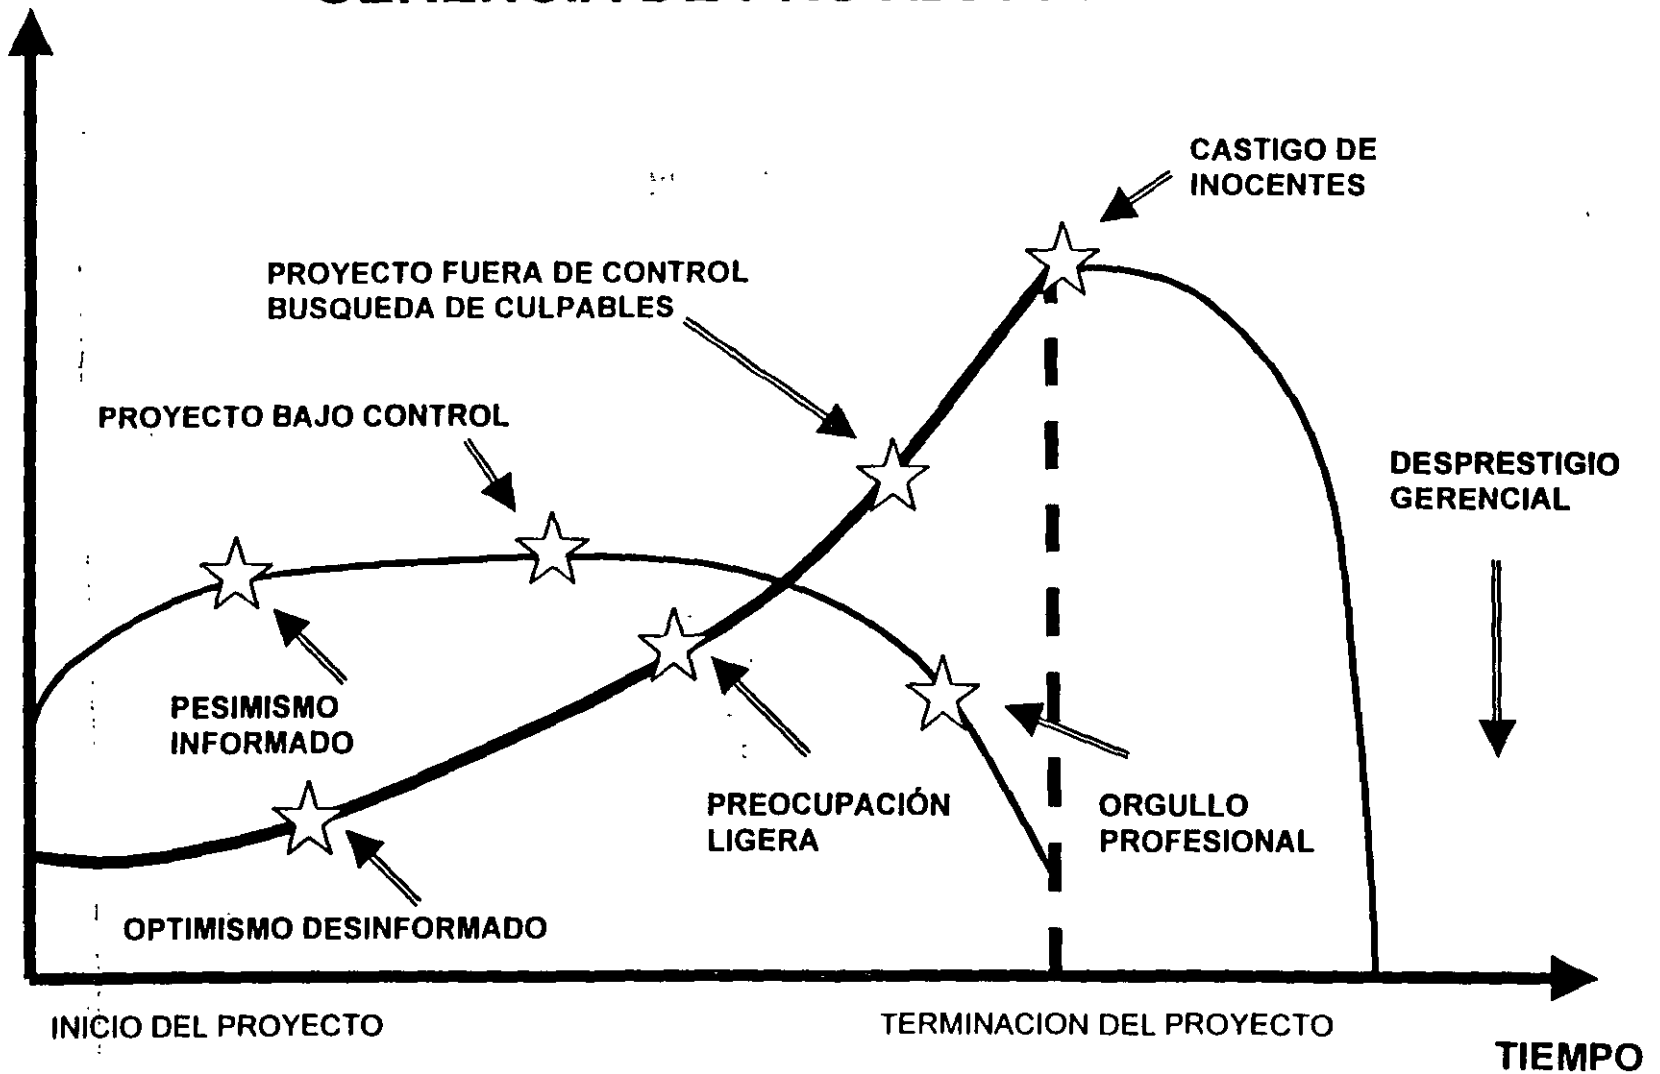 CASTIGO DE
INOCENTES
PROYECTO FUERA DE CONTROL
BUSQUEDA DE CULPABLES
PROYECTO BAJO CONTROL
DESPRESTIGIO
GERENCIAL
PESIMISMO
INFORMADO
PREOCUPACIÓN
LIGERA
ORGULLO
PROFESIONAL
OPTIMISMO DESINFORMADO
INICIO DEL PROYECTO
TERMINACION DEL PROYECTO
TIEMPO